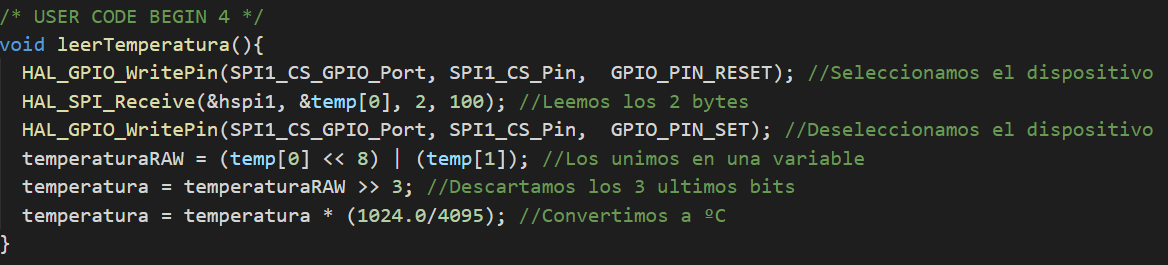 /* USER CODE BEGIN 4 */
void leerTemperatura(){
  HAL_GPIO_WritePin(SPI1_CS_GPIO_Port, SPI1_CS_Pin,  GPIO_PIN_RESET); //Seleccionamos el dispositivo
  HAL_SPI_Receive(&hspi1, &temp[0], 2, 100); //Leemos los 2 bytes
  HAL_GPIO_WritePin(SPI1_CS_GPIO_Port, SPI1_CS_Pin,  GPIO_PIN_SET); //Deseleccionamos el dispositivo
  temperaturaRAW = (temp[0] << 8) | (temp[1]); //Los unimos en una variable
  temperatura = temperaturaRAW >> 3; //Descartamos los 3 ultimos bits
  temperatura = temperatura * (1024.0/4095); //Convertimos a ºC
}